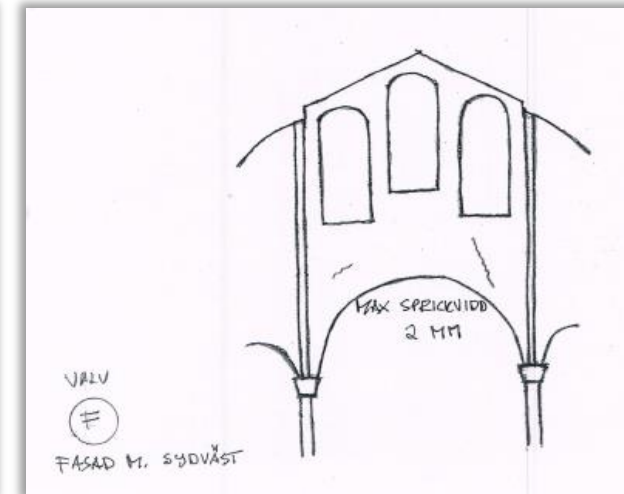 MAX SPRICKVIDD
2 MM
VALV
F
FASAD M. SYDVÄST